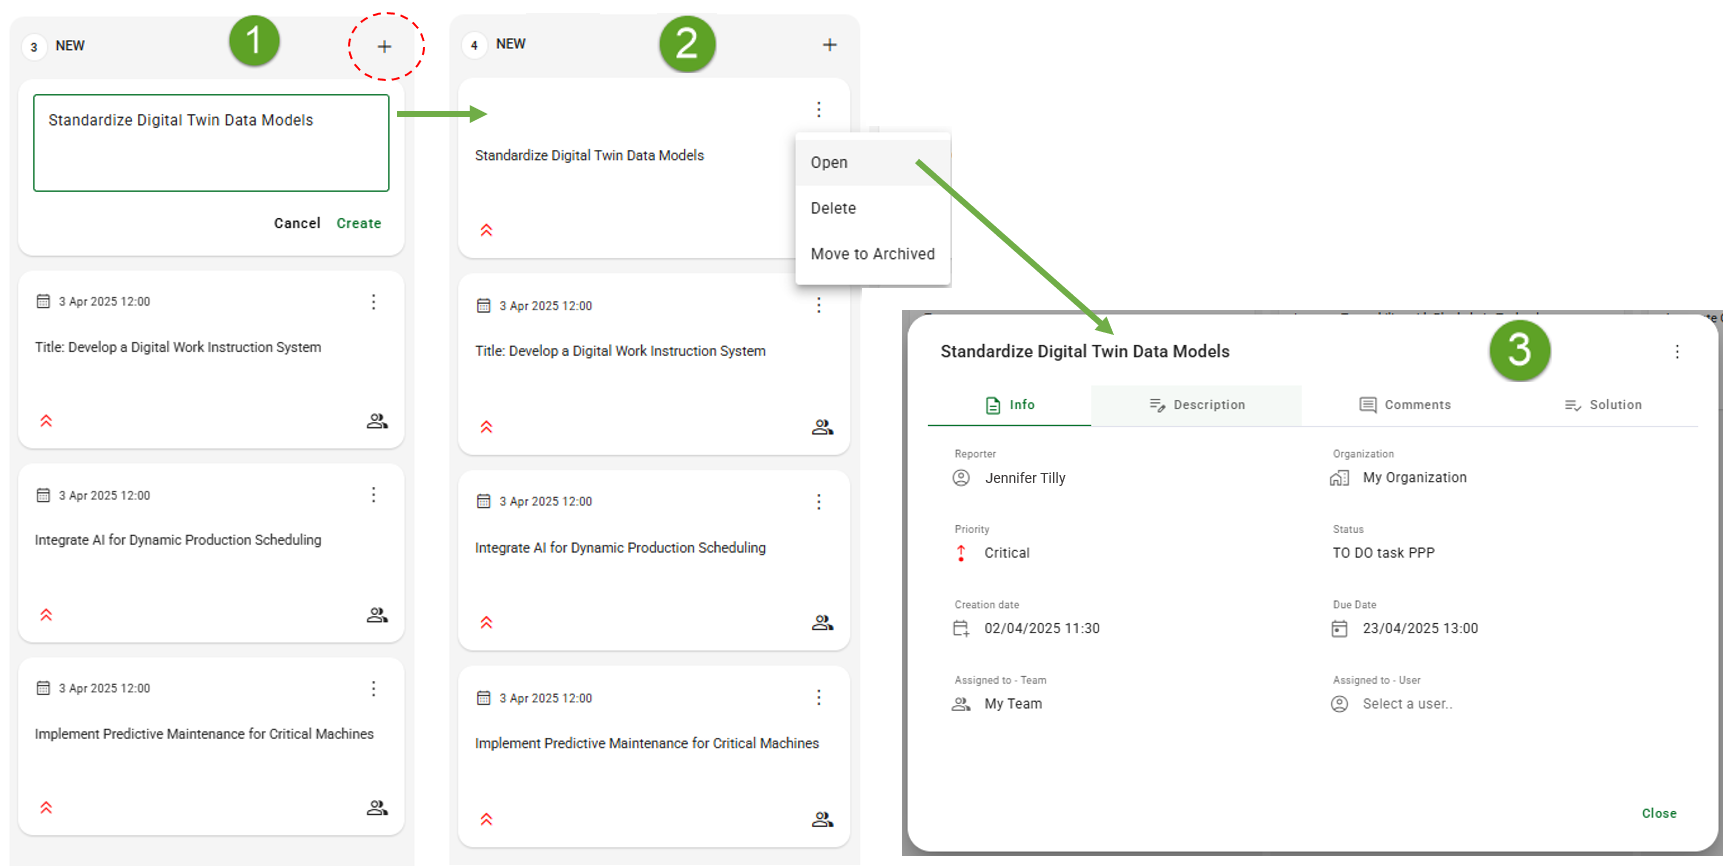 3 NEW
1
+
Standardize Digital Twin Data Models
Cancel Create
3 Apr 2025 12:00
Title: Develop a Digital Work Instruction System
3 Apr 2025 12:00
Integrate AI for Dynamic Production Scheduling
3 Apr 2025 12:00
Implement Predictive Maintenance for Critical Machines
4 NEW
2
+
Standardize Digital Twin Data Models
Open
Delete
Move to Archived
3 Apr 2025 12:00
Title: Develop a Digital Work Instruction System
3 Apr 2025 12:00
Integrate AI for Dynamic Production Scheduling
3 Apr 2025 12:00
Implement Predictive Maintenance for Critical Machines
Standardize Digital Twin Data Models
3
Info Description Comments Solution
Reporter Organization
Jennifer Tilly My Organization
Priority Status
Critical TO DO task PPP
Creation date Due Date
02/04/2025 11:30 23/04/2025 13:00
Assigned to - Team Assigned to - User
My Team Select a user..
Close